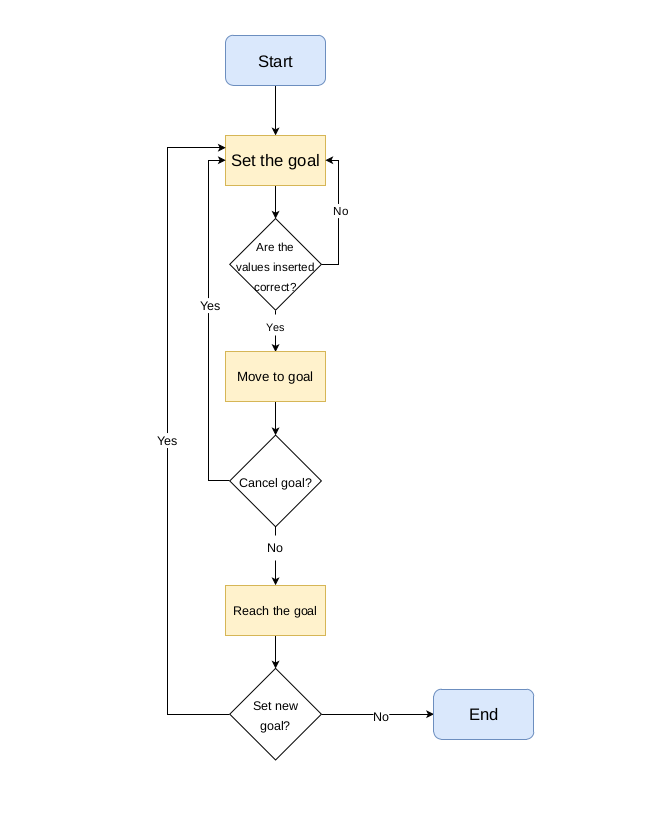 Start
Set the goal
No
Are the
values inserted
correct?
Yes
Yes
Move to goal
Yes
Cancel goal?
No
Reach the goal
Set new
goal?
No
End